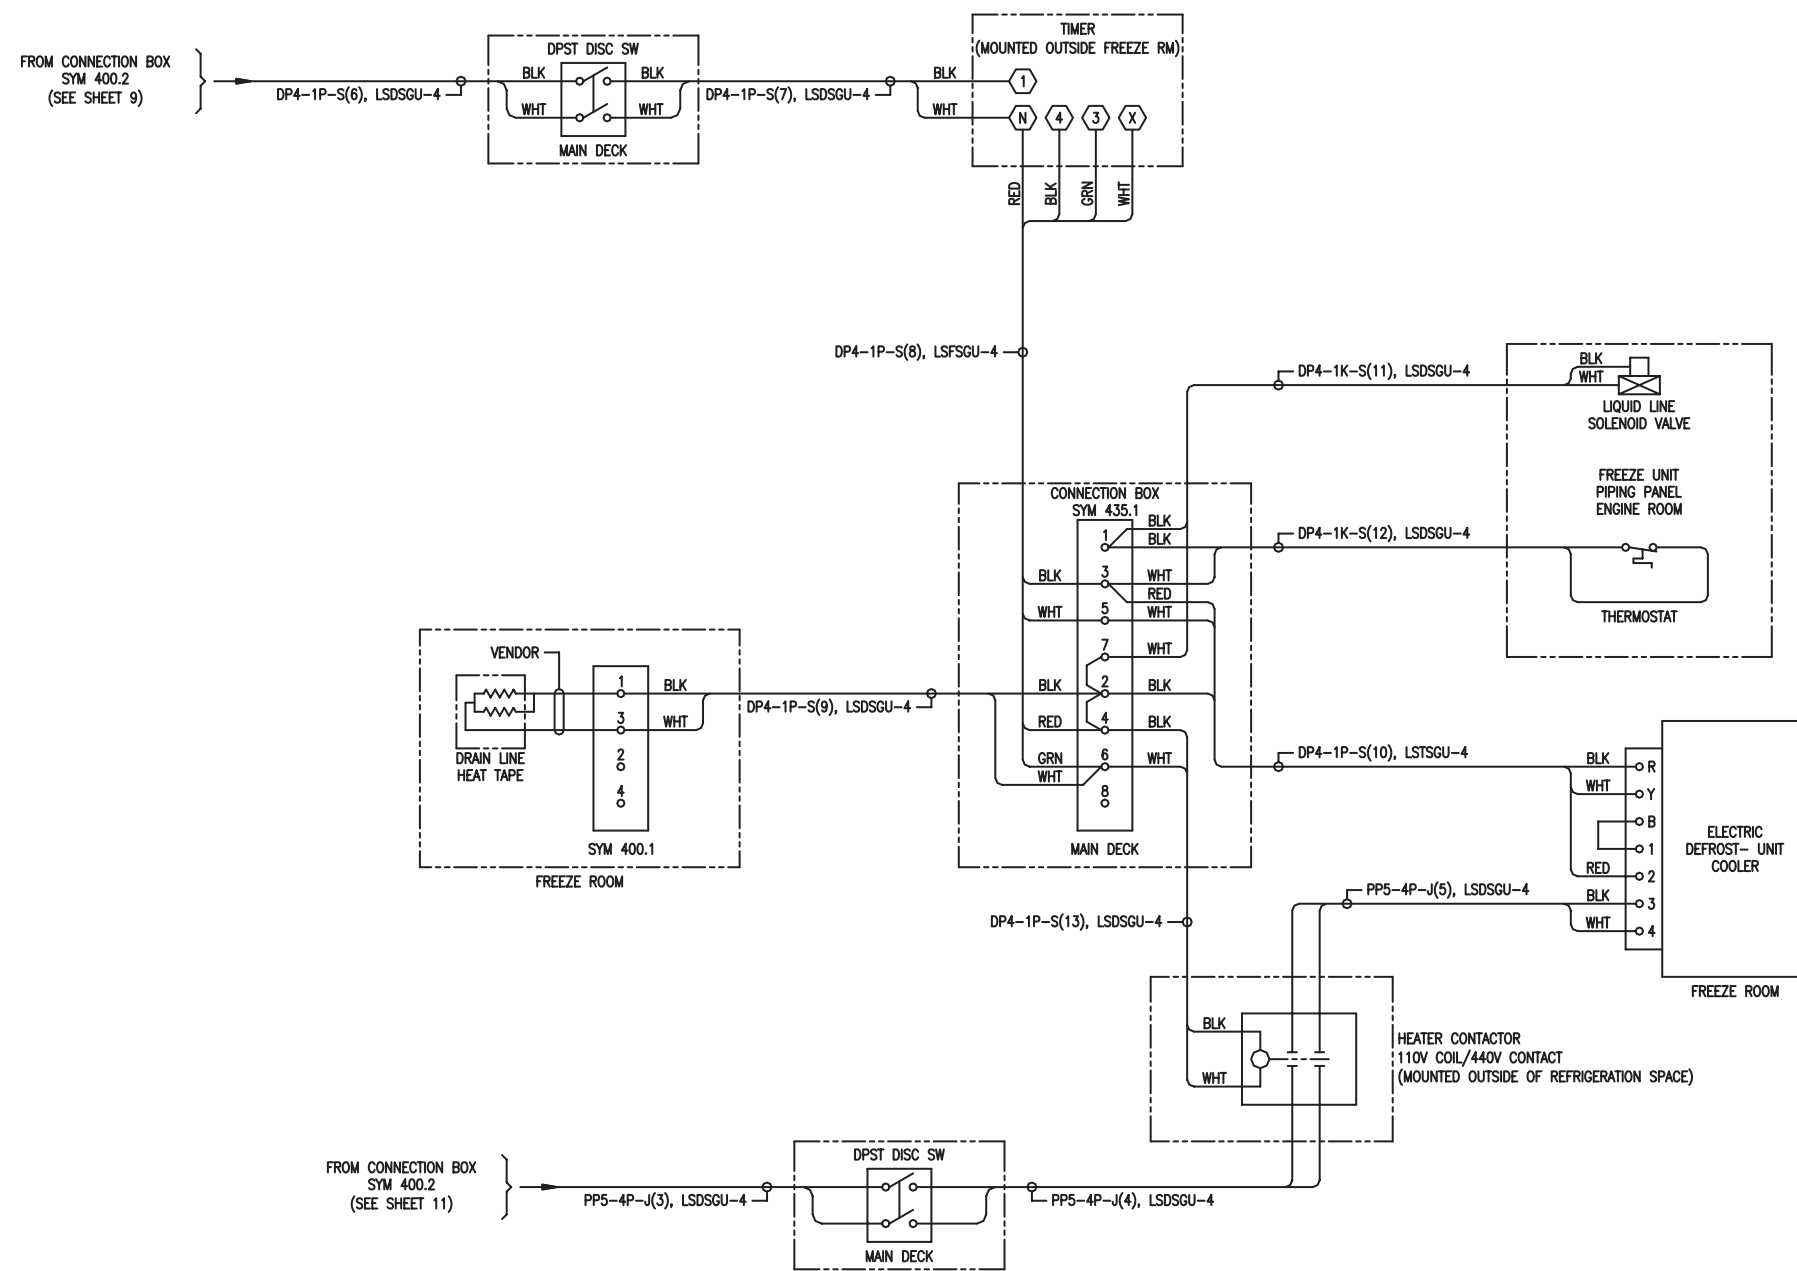 TIMER
(MOUNTED OUTSIDE FREEZE RM)
DPST DISC SW
FROM CONNECTION BOX
SYM 400.2
(SEE SHEET 9)
BLK
BLK
BLK
1
DP4-1P-S(6), LSDSGU-4
DP4-1P-S(7), LSDSGU-4
WHT
WHT
WHT
N
4
3
X
MAIN DECK
RED
BLK
GRN
WHT
DP4-1P-S(8), LSFSGU-4
DP4-1K-S(11), LSDSGU-4
BLK
WHT
LIQUID LINE
SOLENOID VALVE
FREEZE UNIT
PIPING PANEL
ENGINE ROOM
CONNECTION BOX
SYM 435.1
BLK
1
BLK
DP4-1K-S(12), LSDSGU-4
BLK
3
WHT
RED
WHT
5
WHT
THERMOSTAT
7
WHT
VENDOR
1
BLK
BLK
2
BLK
DP4-1P-S(9), LSDSGU-4
3
WHT
RED
4
BLK
DRAIN LINE
HEAT TAPE
2
GRN
6
WHT
WHT
4
8
SYM 400.1
MAIN DECK
FREEZE ROOM
DP4-1P-S(10), LSTSGU-4
BLK
R
WHT
Y
B
1
RED
2
BLK
3
WHT
4
ELECTRIC
DEFROST- UNIT
COOLER
PP5-4P-J(5), LSDSGU-4
DP4-1P-S(13), LSDSGU-4
FREEZE ROOM
BLK
WHT
HEATER CONTACTOR
110V COIL/440V CONTACT
(MOUNTED OUTSIDE OF REFRIGERATION SPACE)
DPST DISC SW
FROM CONNECTION BOX
SYM 400.2
(SEE SHEET 11)
PP5-4P-J(3), LSDSGU-4
PP5-4P-J(4), LSDSGU-4
MAIN DECK